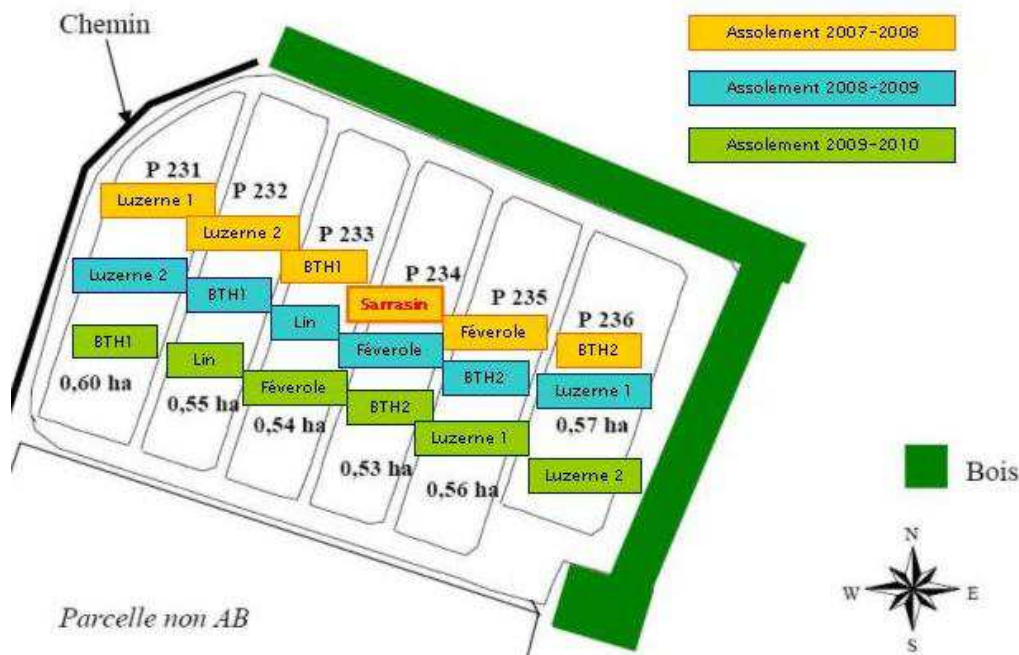 Chemin
Assolement 2007-2008
Assolement 2008-2009
Assolement 2009-2010
P 231
Luzerne 1
P 232
Luzerne 2
P 233
BTH1
P 234
Sarrasin
P 235
Féverole
P 236
BTH2
Luzerne 2
BTH1
Lin
Féverole
BTH2
Luzerne 1
BTH1
Lin
Féverole
BTH2
Luzerne 1
Luzerne 2
0,60 ha
0,55 ha
0,54 ha
0,53 ha
0,56 ha
0,57 ha
Bois
N
W
E
S
Parcelle non AB